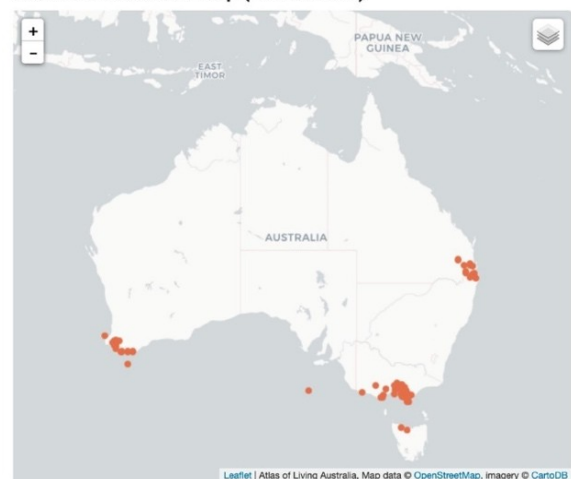 +
-
PAPUA NEW
GUINEA
EAST
TIMOR
AUSTRALIA
Leaflet | Atlas of Living Australia, Map data © OpenStreetMap, imagery © CartoDB